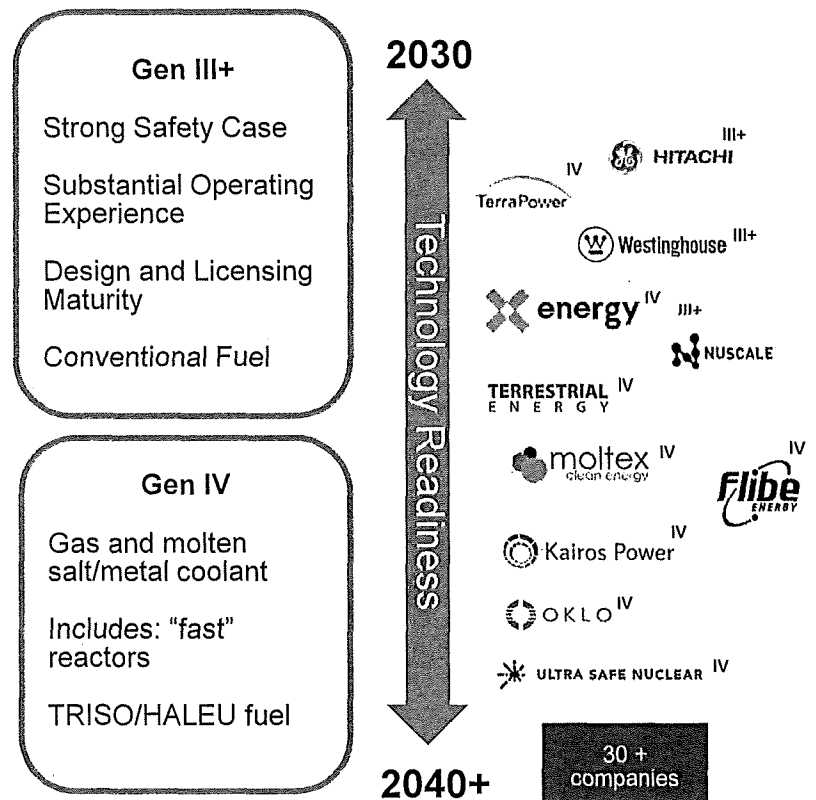 Gen III+
Strong Safety Case
Substantial Operating
Experience
Design and Licensing
Maturity
Conventional Fuel
Gen IV
Gas and molten
salt/metal coolant
Includes: "fast"
reactors
TRISO/HALEU fuel
2030
Technology Readiness
2040+
GE HITACHI III+
TerraPower IV
W Westinghouse III+
X energy IV
III+
NUSCALE
TERRESTRIAL IV
ENERGY
moltex IV
clean energy
Flibe IV
ENERGY
Kairos Power IV
OKLO IV
ULTRA SAFE NUCLEAR IV
30 +
companies